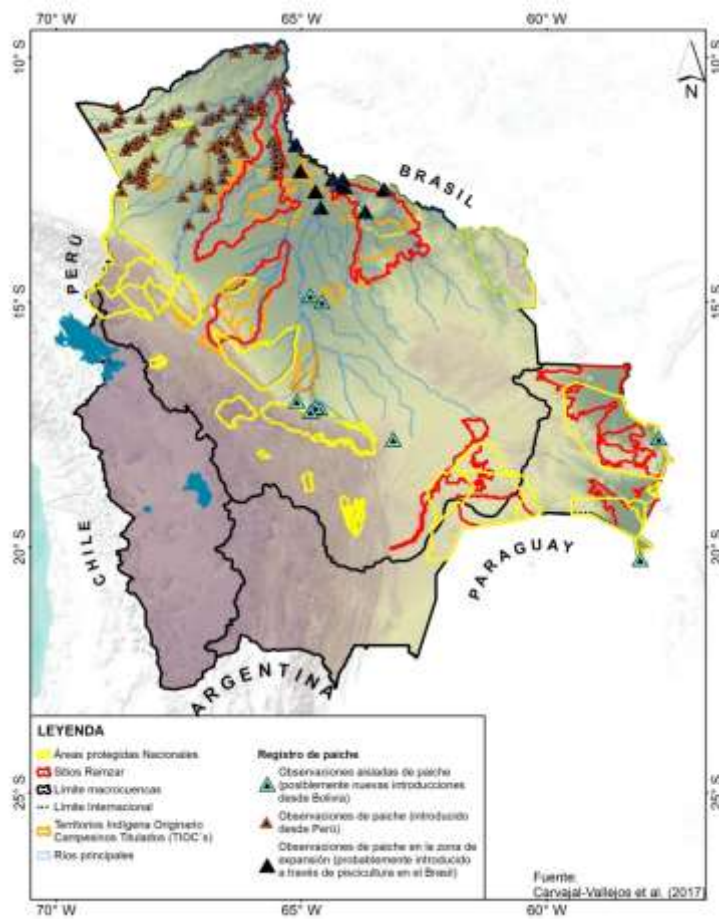 70° W
65° W
60° W
10° S
10° S
N
BRASIL
PERÚ
15° S
15° S
CHILE
20° S
20° S
PARAGUAY
ARGENTINA
LEYENDA
Áreas protegidas Nacionales
Sitios Ramzar
Límite macrocuencas
Límite Internacional
Territorios Indígena Originario
Campesinos Titulados (TIOC´s)
Ríos principales
Registro de paiche
Observaciones aisladas de paiche
(posiblemente nuevas introducciones
desde Bolivia)
Observaciones de paiche (introducido
desde Perú)
Observaciones de paiche en la zona de
expansión (probablemente introducido
a través de piscicultura en el Brasil)
25° S
25° S
Fuente:
Carvajal-Vallejos et al. (2017)
70° W
65° W
60° W